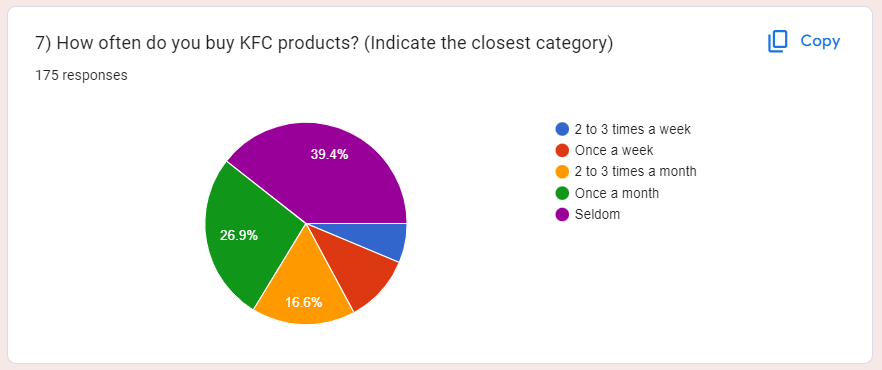 7) How often do you buy KFC products? (Indicate the closest category)
Copy
175 responses
39.4%
26.9%
16.6%
2 to 3 times a week
Once a week
2 to 3 times a month
Once a month
Seldom